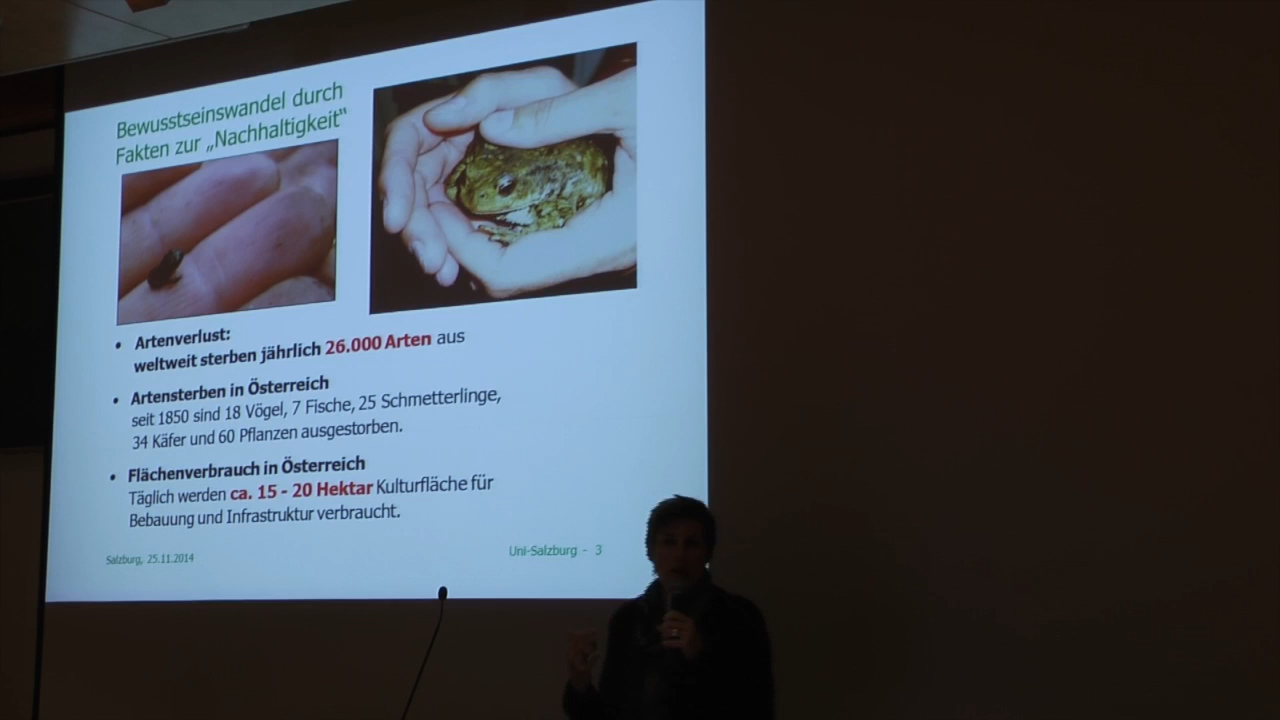 Bewusstseinswandel durch
Fakten zur „Nachhaltigkeit“
• Artenverlust:
weltweit sterben jährlich 26.000 Arten aus
• Artensterben in Österreich
seit 1850 sind 18 Vögel, 7 Fische, 25 Schmetterlinge,
34 Käfer und 60 Pflanzen ausgestorben.
• Flächenverbrauch in Österreich
Täglich werden ca. 15 - 20 Hektar Kulturfläche für
Bebauung und Infrastruktur verbraucht.
Salzburg, 25.11.2014
Uni-Salzburg - 3